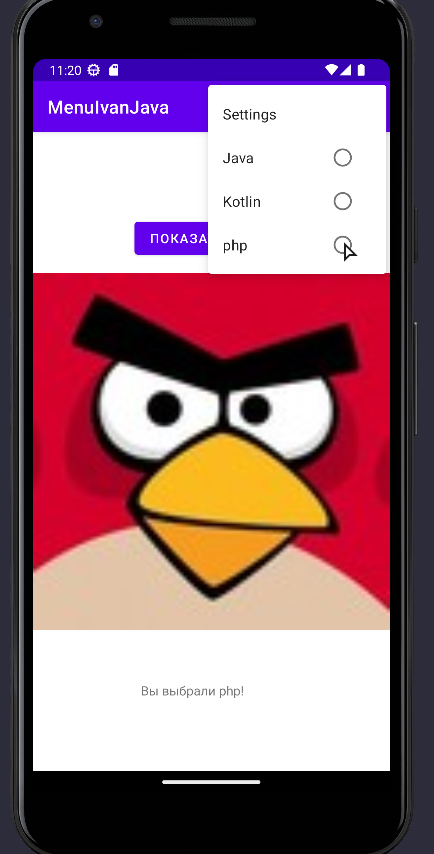 11:20
MenuIvanJava
Settings
Java
Kotlin
php
ПОКАЗА
Вы выбрали php!